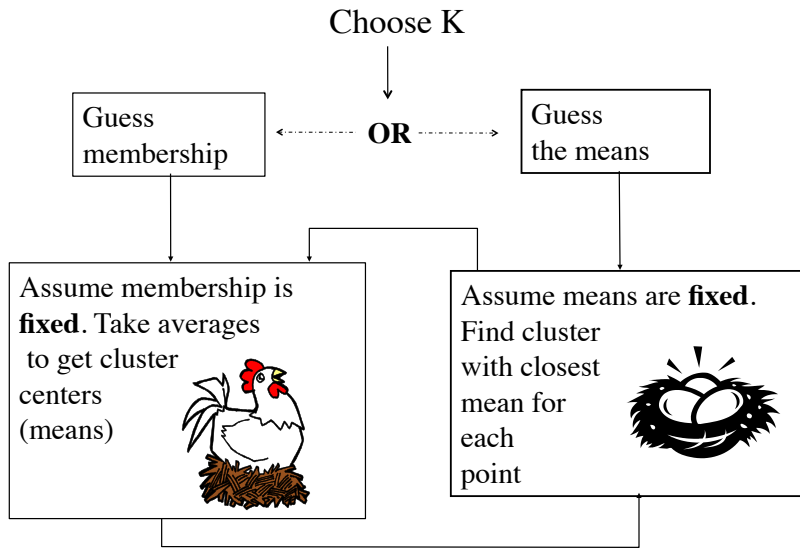 Choose K
Guess
membership
OR
Guess
the means
Assume membership is
fixed. Take averages
to get cluster
centers
(means)
Assume means are fixed.
Find cluster
with closest
mean for
each
point